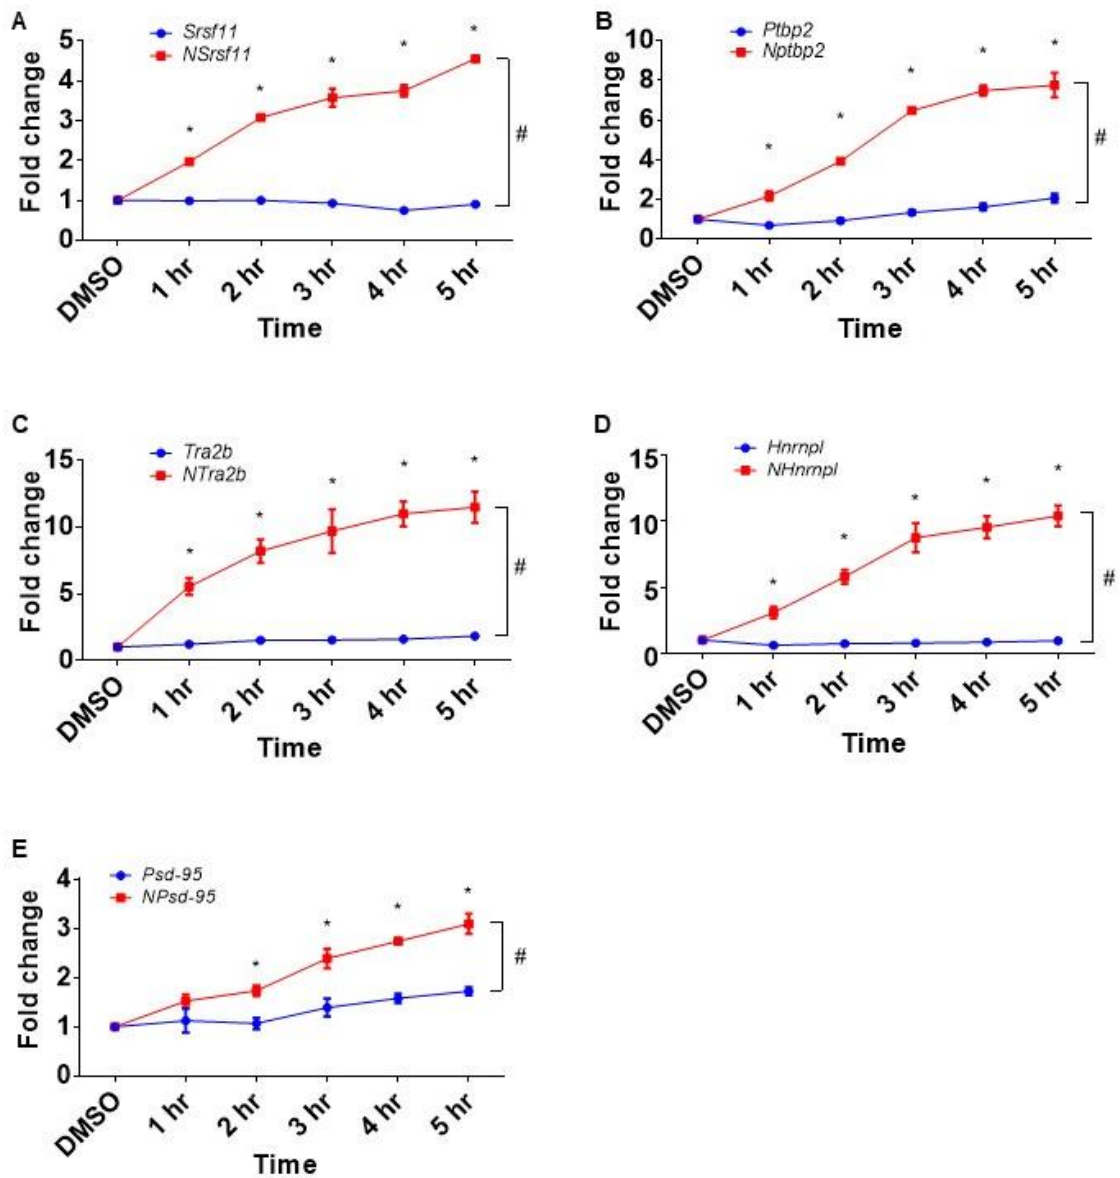 A
Srsf11
NSrsf11
5
4
3
2
1
0
Fold change
*
*
*
*
*
#
DMSO
1 hr
2 hr
3 hr
4 hr
5 hr
Time
B
Ptbp2
Nptbp2
10
8
6
4
2
0
Fold change
*
*
*
*
*
#
DMSO
1 hr
2 hr
3 hr
4 hr
5 hr
Time
C
Tra2b
NTra2b
15
10
5
0
Fold change
*
*
*
*
*
#
DMSO
1 hr
2 hr
3 hr
4 hr
5 hr
Time
D
Hnrnpl
NHnrnpl
15
10
5
0
Fold change
*
*
*
*
*
#
DMSO
1 hr
2 hr
3 hr
4 hr
5 hr
Time
E
Psd-95
NPsd-95
4
3
2
1
0
Fold change
*
*
*
*
#
DMSO
1 hr
2 hr
3 hr
4 hr
5 hr
Time